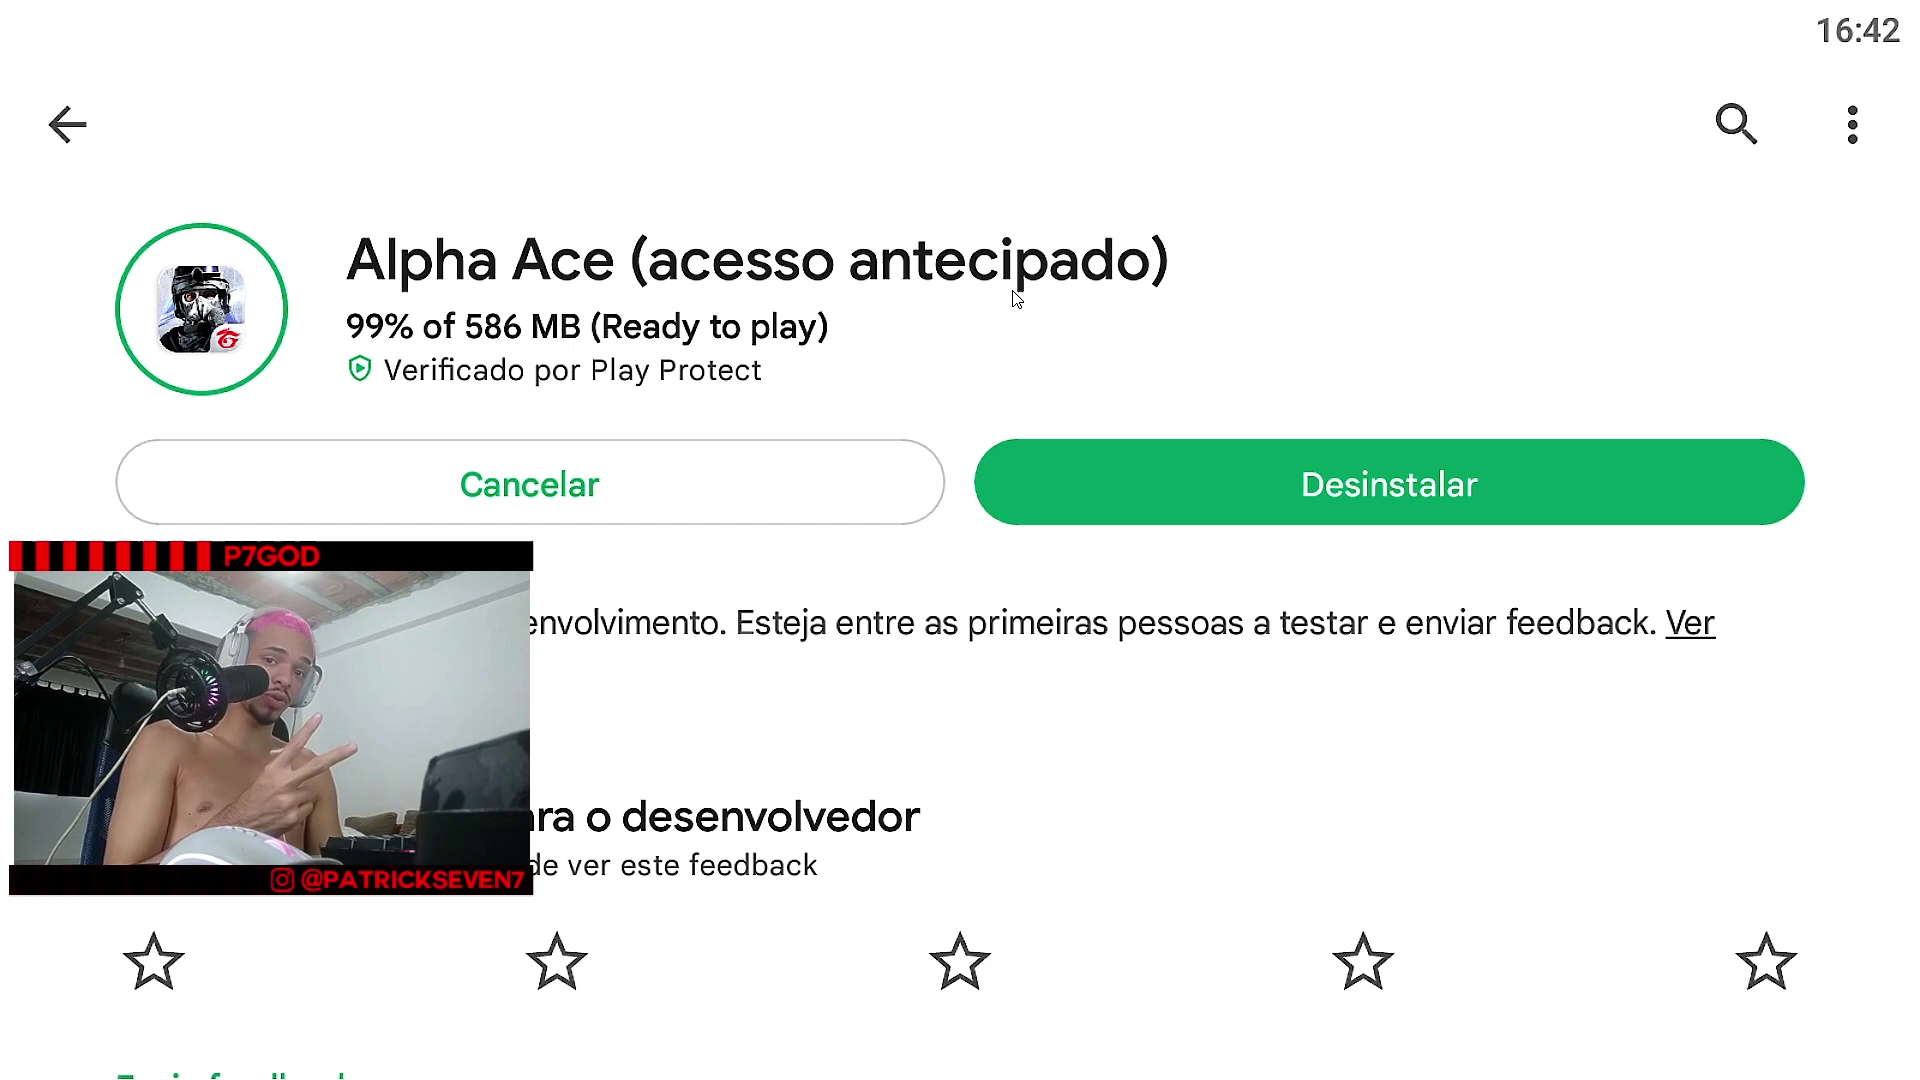 16:42
Alpha Ace (acesso antecipado)
99% of 586 MB (Ready to play)
Verificado por Play Protect
Cancelar
Desinstalar
P7GOD
envolvimento. Esteja entre as primeiras pessoas a testar e enviar feedback. Ver
ara o desenvolvedor
de ver este feedback
@PATRICKSEVEN7